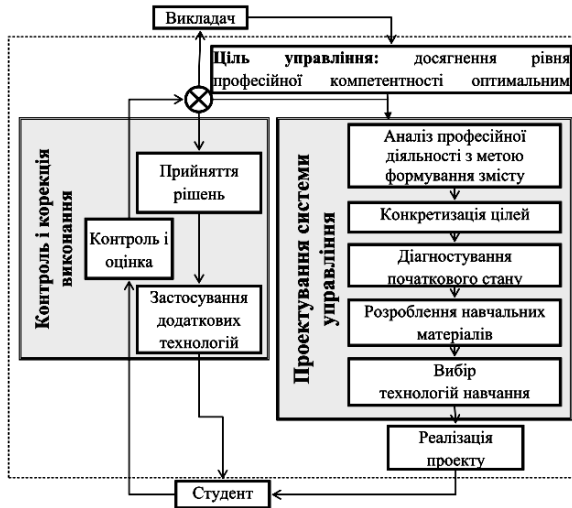 Викладач
Ціль управління: досягнення рівня
професійної компетентності оптимальним
Контроль і корекція
виконання
Прийняття
рішень
Контроль і
оцінка
Застосування
додаткових
технологій
Проектування системи
управління
Аналіз професійної
діяльності з метою
формування змісту
Конкретизація цілей
Діагностування
початкового стану
Розроблення навчальних
матеріалів
Вибір
технологій навчання
Реалізація
проекту
Студент